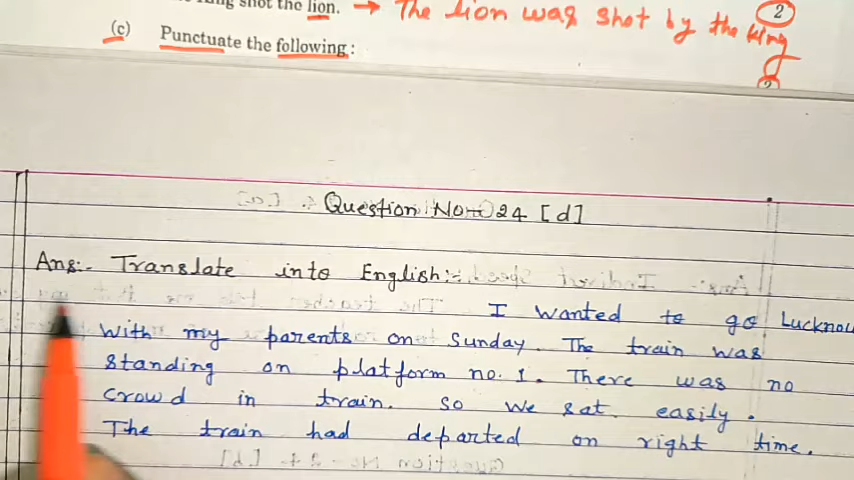 shot the lion. → The lion was shot by the king
2
(c) Punctuate the following :
2
Question No- 24 [d]
Ans:- Translate into English:-
I wanted to go Lucknow
with my parents on Sunday. The train was
standing on platform no. 1. There was no
crowd in train. So we sat easily.
The train had departed on right time.